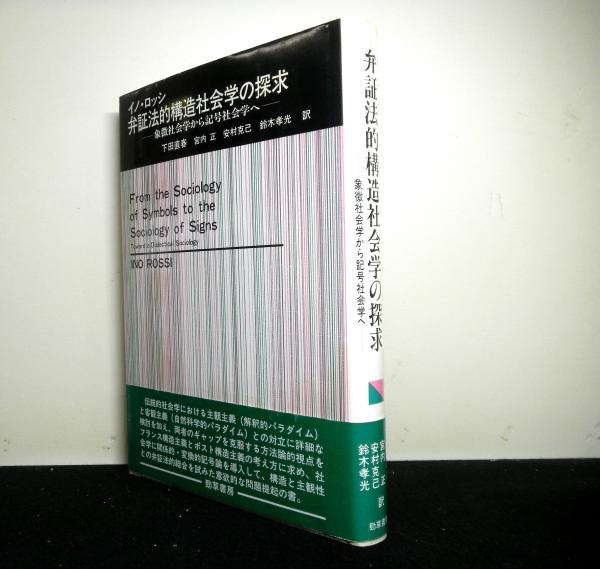 イノ・ロッシ
弁証法的構造社会学の探求
――象徴社会学から記号社会学へ――
下田直春 宮内 正 安村克己 鈴木孝光 訳
From the Sociology
of Symbols to the
Sociology of Signs
Toward a Dialectical Sociology
INO ROSSI
伝統的社会学における主観主義（解釈的パラダイム）
と客観主義（自然科学的パラダイム）との対立に詳細な
検討を加え、両者のギャップを克服する方法論的視点を
フランス構造主義とポスト構造主義の考え方に求め、社
会学に関係的・変換的記号論を導入して、構造と主観性
との弁証法的総合を試みた意欲的な問題提起の書。
勁草書房
弁証法的構造社会学の探求
象徴社会学から記号社会学へ
宮内 正
安村克己 訳
鈴木孝光
勁草書